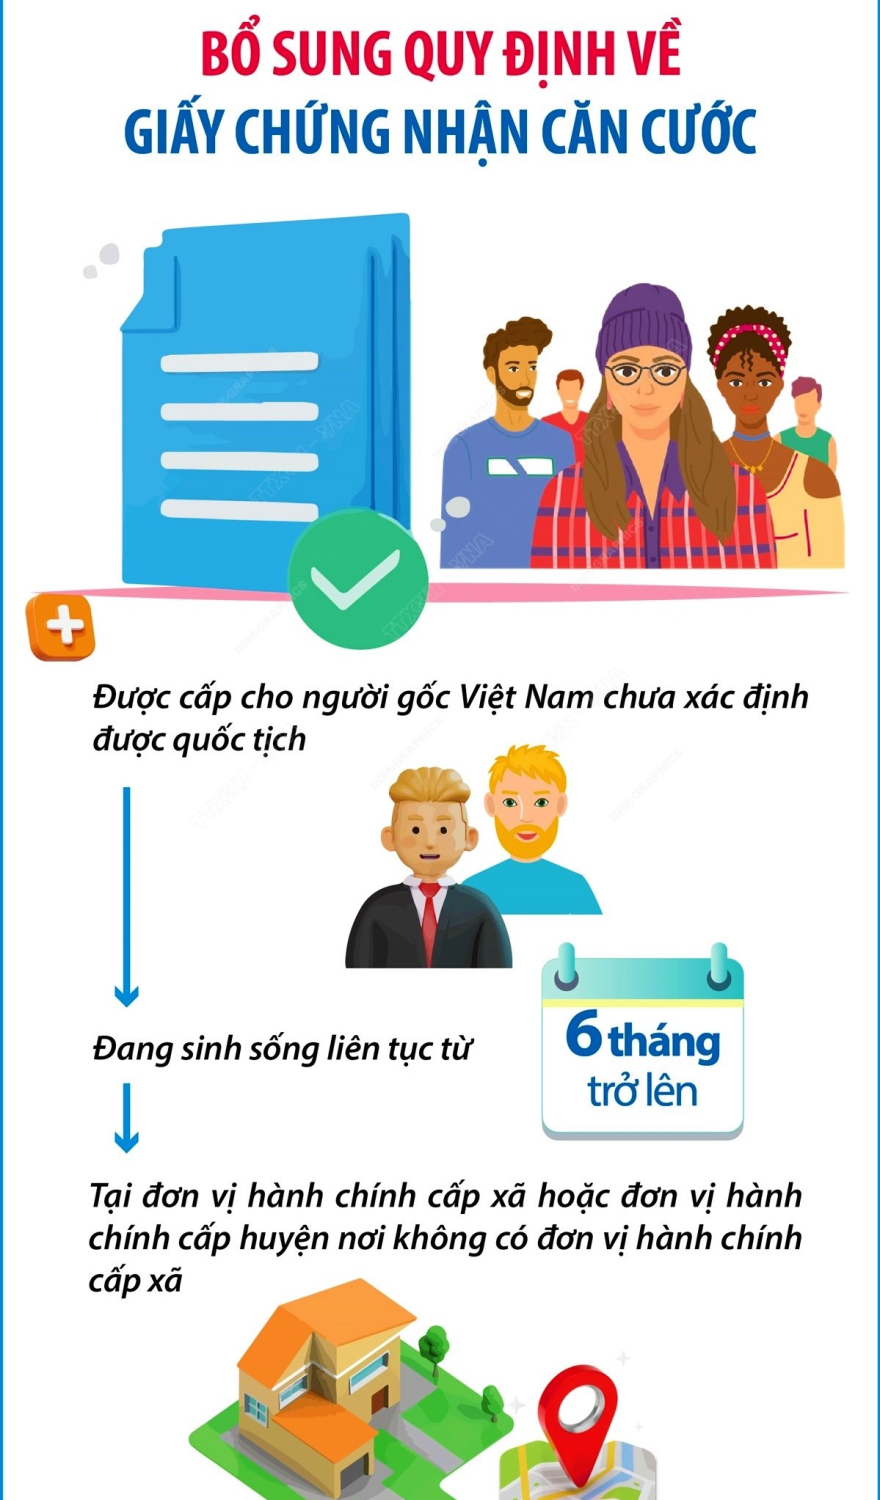 BỔ SUNG QUY ĐỊNH VỀ
GIẤY CHỨNG NHẬN CĂN CƯỚC
Được cấp cho người gốc Việt Nam chưa xác định
được quốc tịch
Đang sinh sống liên tục từ
6 tháng
trở lên
Tại đơn vị hành chính cấp xã hoặc đơn vị hành
chính cấp huyện nơi không có đơn vị hành chính
cấp xã